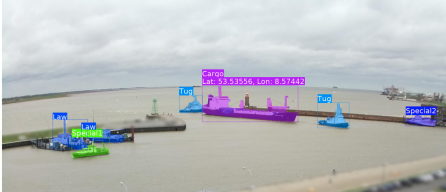 Cargo
Lat: 53.53556, Lon: 8.57442
Tug
Tug
Special2
Law
Law
Special1